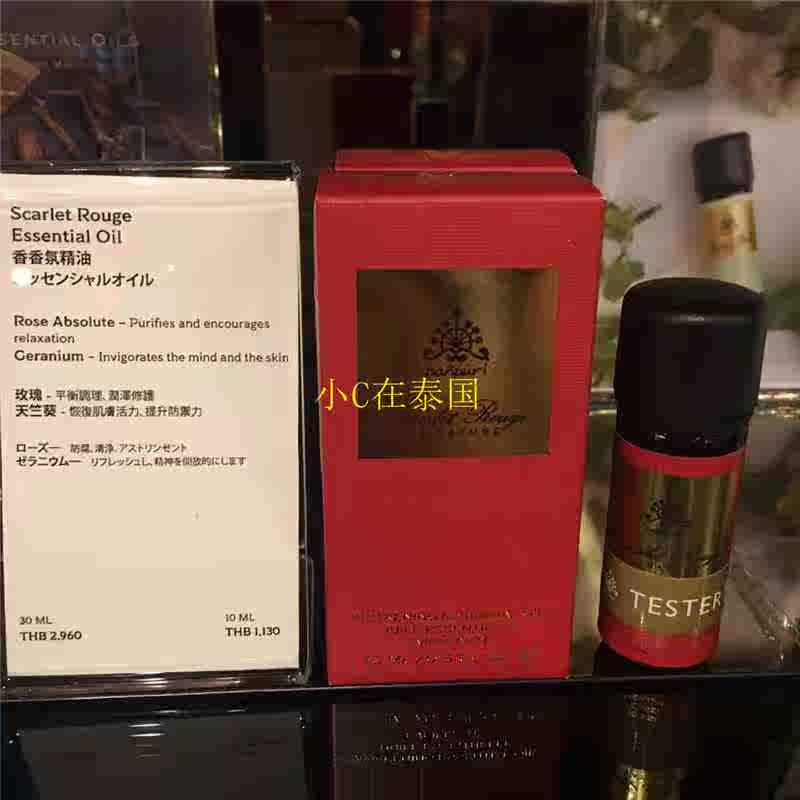 ESSENTIAL OILS
Scarlet Rouge
Essential Oil
香香氛精油
ッセンシャルオイル
Rose Absolute – Purifies and encourages
relaxation
Geranium – Invigorates the mind and the skin
玫瑰 - 平衡調理、潤澤修護
天竺葵 - 恢復肌膚活力、提升防禦力
ローズー 防腐、清浄、アストリンゼント
ゼラニウムー リフレッシュし、精神を開放的にします
30 ML
THB 2,960
10 ML
THB 1,130
pañpuri
Rouge
小C在泰国
TESTER